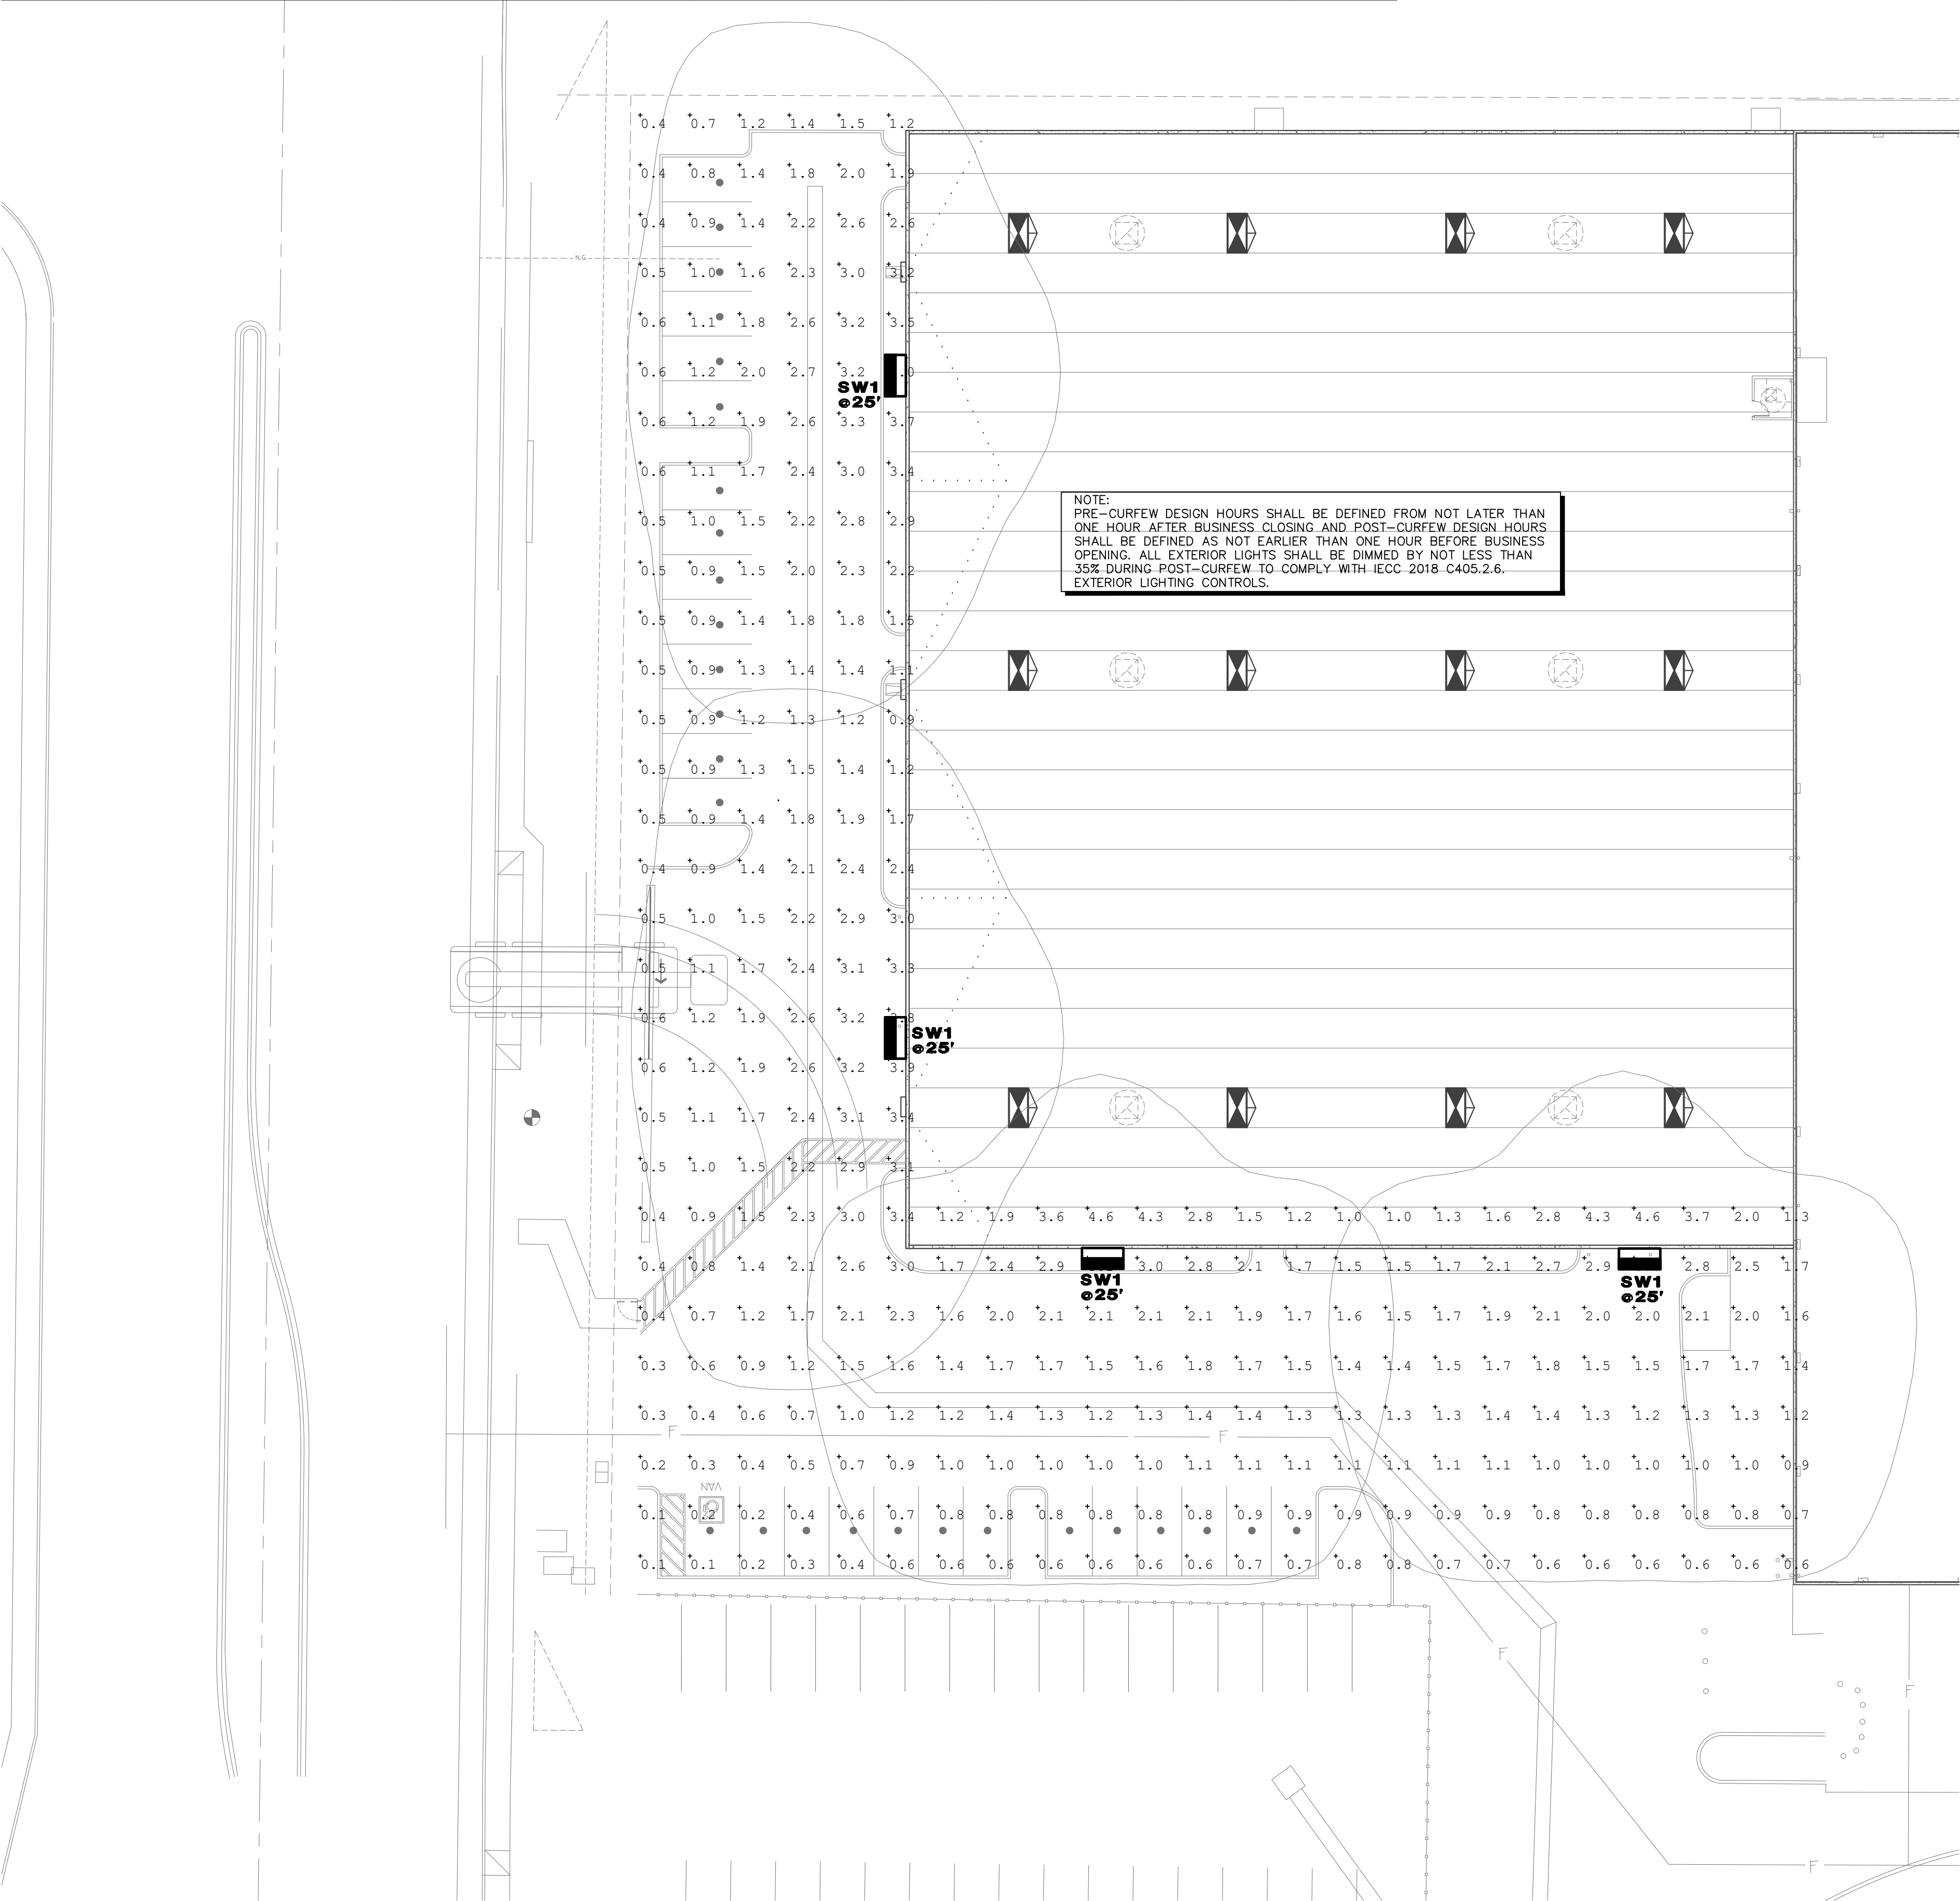 0.4 0.7 1.2 1.4 1.5 1.2
0.4 0.8 1.4 1.8 2.0 1.9
0.4 0.9 1.4 2.2 2.6 2.6
N.G.
0.5 1.0 1.6 2.3 3.0 3.2
0.6 1.1 1.8 2.6 3.2 3.5
0.6 1.2 2.0 2.7 3.2
SW1
@25'
0.6 1.2 1.9 2.6 3.3 3.7
0.6 1.1 1.7 2.4 3.0 3.4
NOTE:
PRE-CURFEW DESIGN HOURS SHALL BE DEFINED FROM NOT LATER THAN
ONE HOUR AFTER BUSINESS CLOSING AND POST-CURFEW DESIGN HOURS
SHALL BE DEFINED AS NOT EARLIER THAN ONE HOUR BEFORE BUSINESS
OPENING. ALL EXTERIOR LIGHTS SHALL BE DIMMED BY NOT LESS THAN
35% DURING POST-CURFEW TO COMPLY WITH IECC 2018 C405.2.6.
EXTERIOR LIGHTING CONTROLS.
0.5 1.0 1.5 2.2 2.8 2.9
0.5 0.9 1.5 2.0 2.3 2.2
0.5 0.9 1.4 1.8 1.8 1.5
0.5 0.9 1.3 1.4 1.4 1.1
0.5 0.9 1.2 1.3 1.2 0.9
0.5 0.9 1.3 1.5 1.4 1.2
0.5 0.9 1.4 1.8 1.9 1.7
0.4 0.9 1.4 2.1 2.4 2.4
0.5 1.0 1.5 2.2 2.9 3.0
0.5 1.1 1.7 2.4 3.1 3.3
0.6 1.2 1.9 2.6 3.2
SW1
@25'
0.6 1.2 1.9 2.6 3.2 3.9
0.5 1.1 1.7 2.4 3.1 3.4
0.5 1.0 1.5 2.2 2.9 3.1
0.4 0.9 1.5 2.3 3.0 3.4 1.2 1.9 3.6 4.6 4.3 2.8 1.5 1.2 1.0 1.0 1.3 1.6 2.8 4.3 4.6 3.7 2.0 1.3
0.4 0.8 1.4 2.1 2.6 3.0 1.7 2.4 2.9 3.0 2.8 2.1 1.7 1.5 1.5 1.7 2.1 2.7 2.9 2.8 2.5 1.7
SW1
@25'
SW1
@25'
0.4 0.7 1.2 1.7 2.1 2.3 1.6 2.0 2.1 2.1 2.1 2.1 1.9 1.7 1.6 1.5 1.7 1.9 2.1 2.0 2.0 2.1 2.0 1.6
0.3 0.6 0.9 1.2 1.5 1.6 1.4 1.7 1.7 1.5 1.6 1.8 1.7 1.5 1.4 1.4 1.5 1.7 1.8 1.5 1.5 1.7 1.7 1.4
0.3 0.4 0.6 0.7 1.0 1.2 1.2 1.4 1.3 1.2 1.3 1.4 1.4 1.3 1.3 1.3 1.3 1.4 1.4 1.3 1.2 1.3 1.3 1.2
F F
0.2 0.3 0.4 0.5 0.7 0.9 1.0 1.0 1.0 1.0 1.0 1.1 1.1 1.1 1.1 1.1 1.1 1.1 1.0 1.0 1.0 1.0 1.0 0.9
VAN
0.1 0.2 0.2 0.4 0.6 0.7 0.8 0.8 0.8 0.8 0.8 0.8 0.9 0.9 0.9 0.9 0.9 0.9 0.8 0.8 0.8 0.8 0.8 0.7
0.1 0.1 0.2 0.3 0.4 0.6 0.6 0.6 0.6 0.6 0.6 0.6 0.7 0.7 0.8 0.8 0.7 0.7 0.6 0.6 0.6 0.6 0.6 0.6
F
F
F